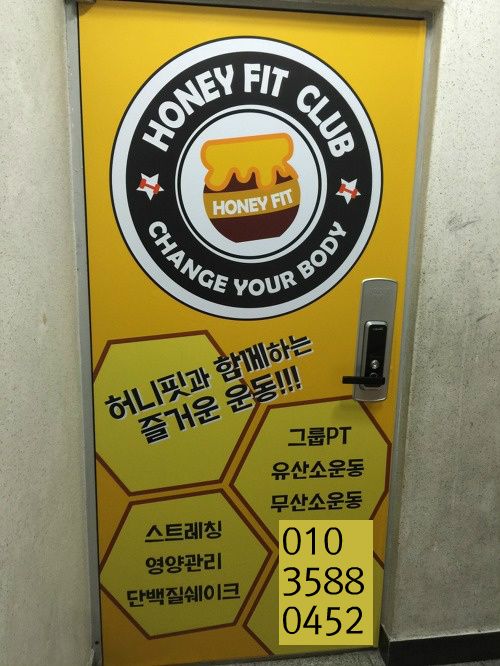 HONEY FIT CLUB
HONEY FIT
CHANGE YOUR BODY
허니핏과 함께하는
즐거운 운동!!!
그룹PT
유산소운동
무산소운동
스트레칭
영양관리
단백질쉐이크
010
3588
0452